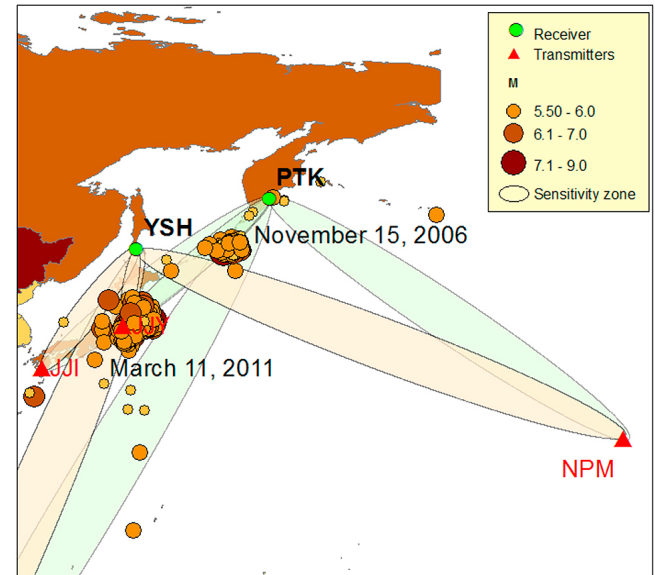 Receiver
Transmitters
M
5.50 - 6.0
6.1 - 7.0
7.1 - 9.0
Sensitivity zone
PTK
YSH
November 15, 2006
JJY
JJI
March 11, 2011
NPM